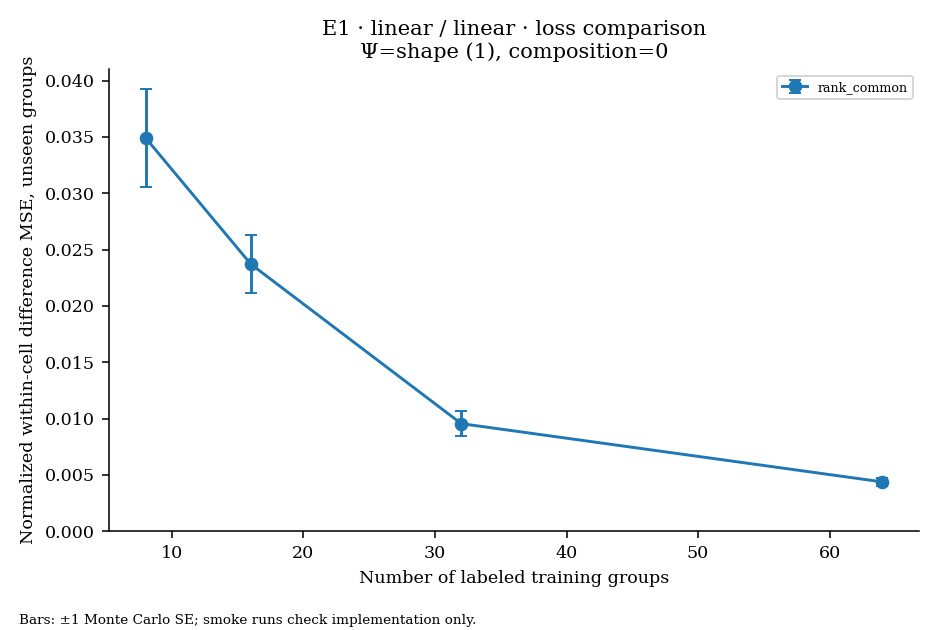 E1 · linear / linear · loss comparison
Ψ=shape (1), composition=0
rank_common
Normalized within-cell difference MSE, unseen groups
0.040
0.035
0.030
0.025
0.020
0.015
0.010
0.005
0.000
10 20 30 40 50 60
Number of labeled training groups
Bars: ±1 Monte Carlo SE; smoke runs check implementation only.